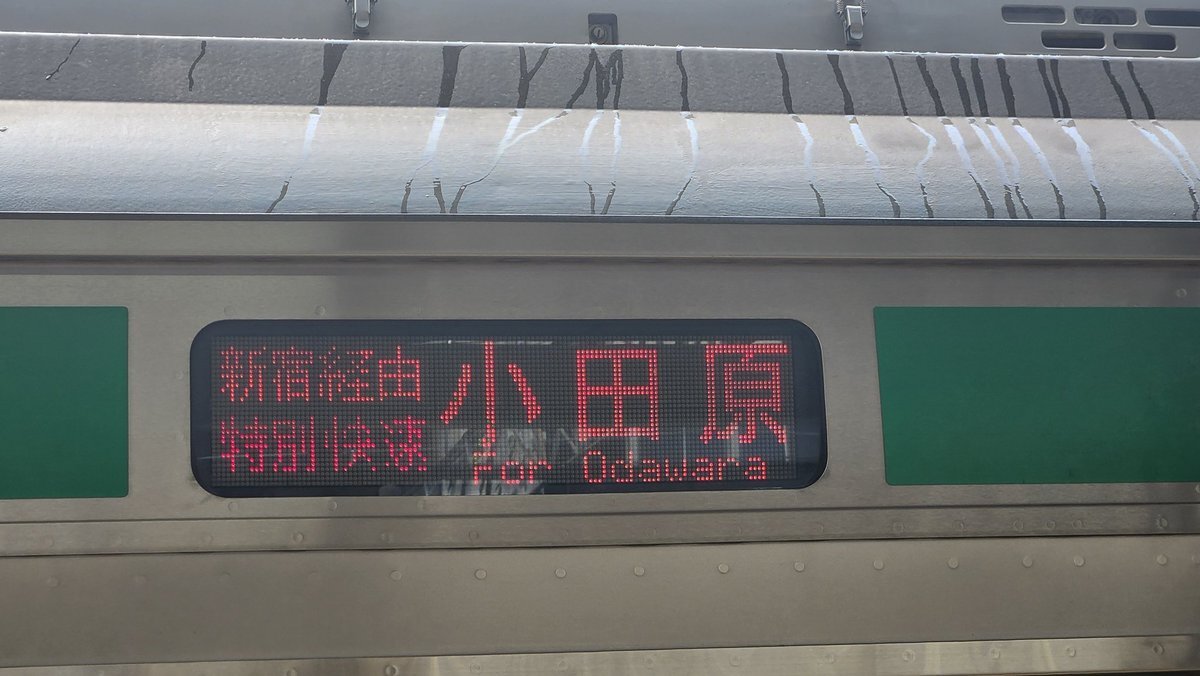 新宿経由 小田原
特別快速
For Odawara